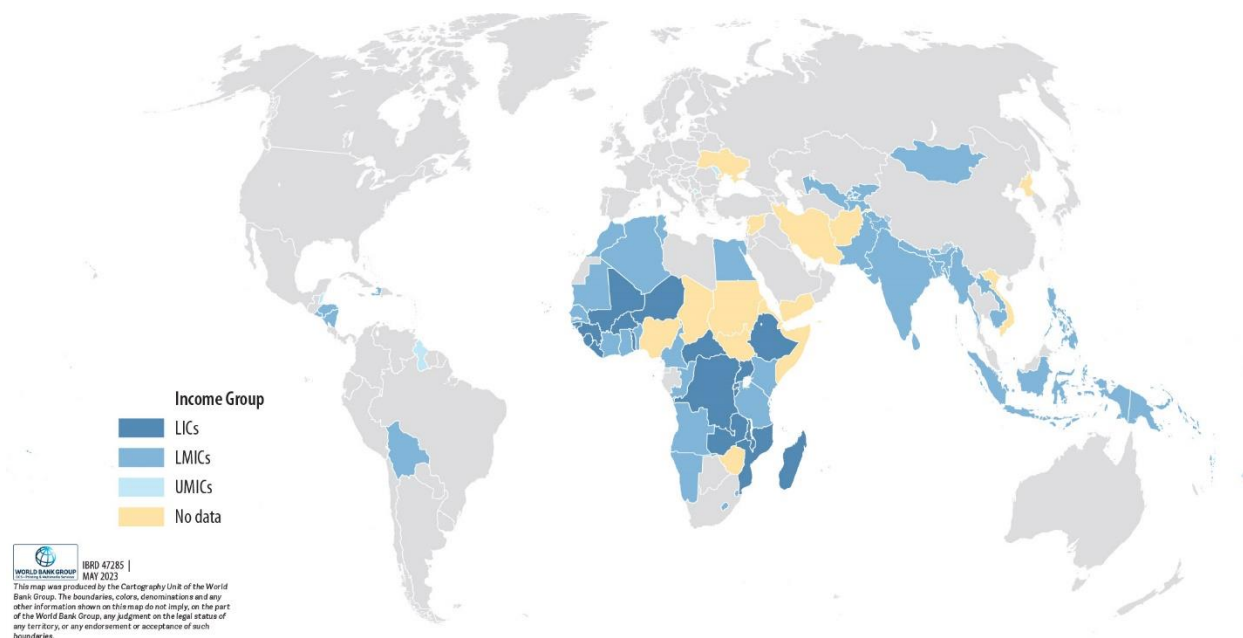 Income Group
LICs
LMICs
UMICs
No data
WORLD BANK GROUP
IBRD 47285 |
MAY 2023
This map was produced by the Cartography Unit of the World
Bank Group. The boundaries, colors, denominations and any
other information shown on this map do not imply, on the part
of the World Bank Group, any judgment on the legal status of
any territory, or any endorsement or acceptance of such
boundaries.